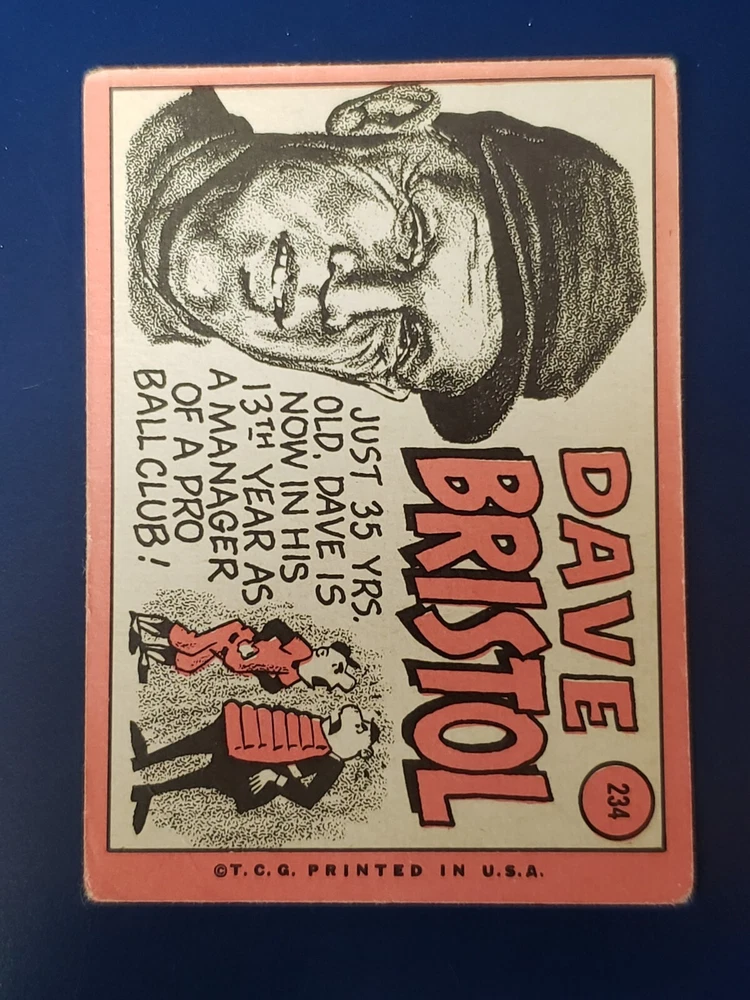 234
DAVE
BRISTOL
JUST 35 YRS.
OLD, DAVE IS
NOW IN HIS
13TH YEAR AS
A MANAGER
OF A PRO
BALL CLUB!
©T.C.G. PRINTED IN U.S.A.